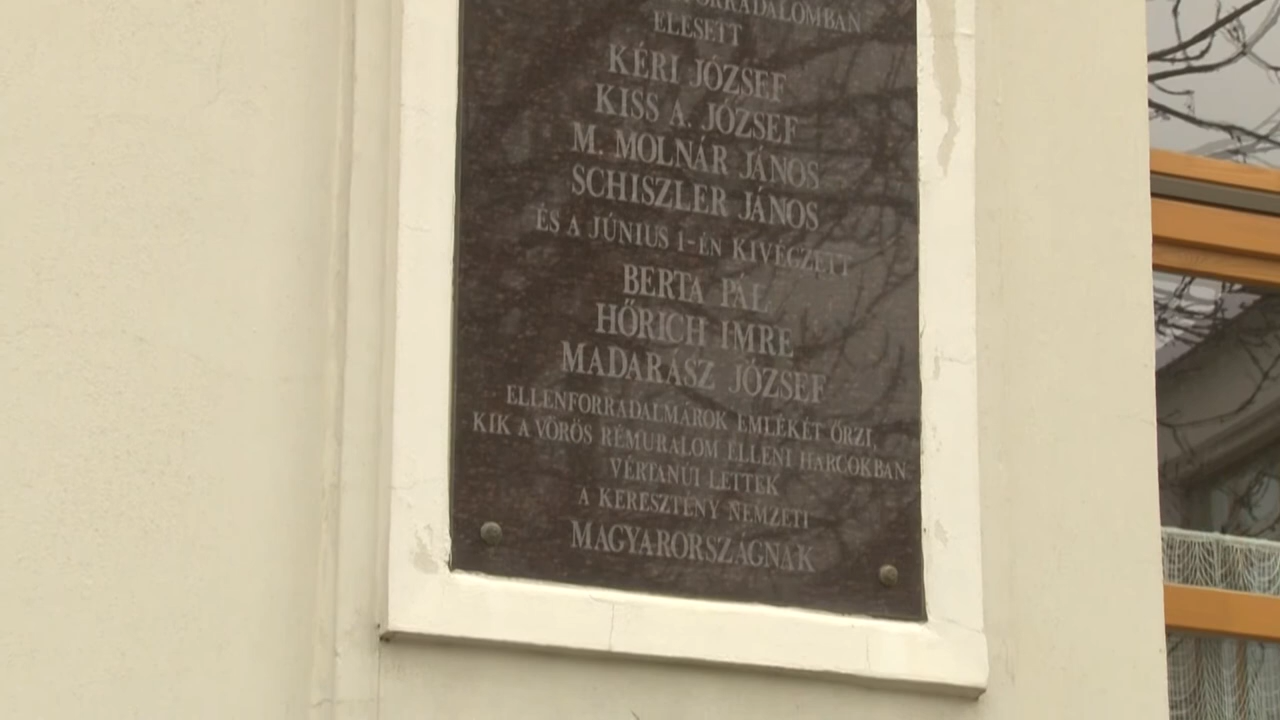 FORRADALOMBAN
ELESETT
KÉRI JÓZSEF
KISS A. JÓZSEF
M. MOLNÁR JÁNOS
SCHISZLER JÁNOS
ÉS A JÚNIUS 1-ÉN KIVÉGZETT
BERTA PÁL
HŐRICH IMRE
MADARÁSZ JÓZSEF
ELLENFORRADALMÁROK EMLÉKÉT ŐRZI,
KIK A VÖRÖS RÉMURALOM ELLENI HARCOKBAN
VÉRTANÚI LETTEK
A KERESZTÉNY NEMZETI
MAGYARORSZÁGNAK